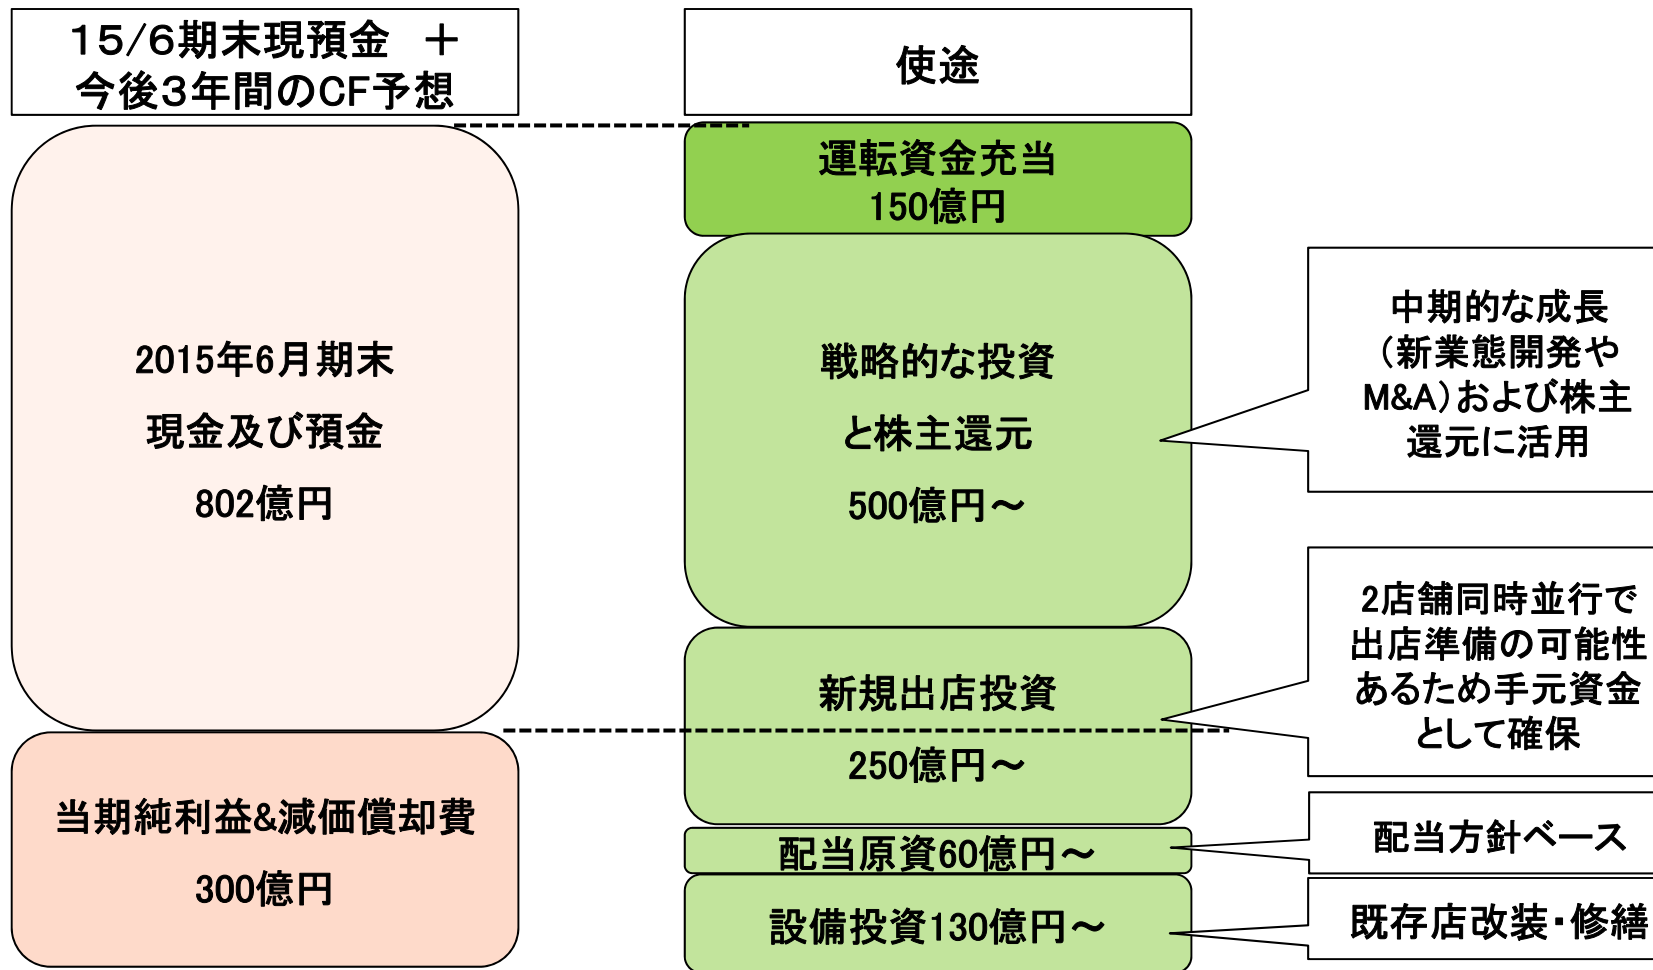 15/6期末現預金　＋
今後3年間のCF予想
2015年6月期末
現金及び預金
802億円
当期純利益&減価償却費
300億円
使途
運転資金充当
150億円
戦略的な投資
と株主還元
500億円～
新規出店投資
250億円～
配当原資60億円～
設備投資130億円～
中期的な成長
（新業態開発や
M&A）および株主
還元に活用
2店舗同時並行で
出店準備の可能性
あるため手元資金
として確保
配当方針ベース
既存店改装・修繕